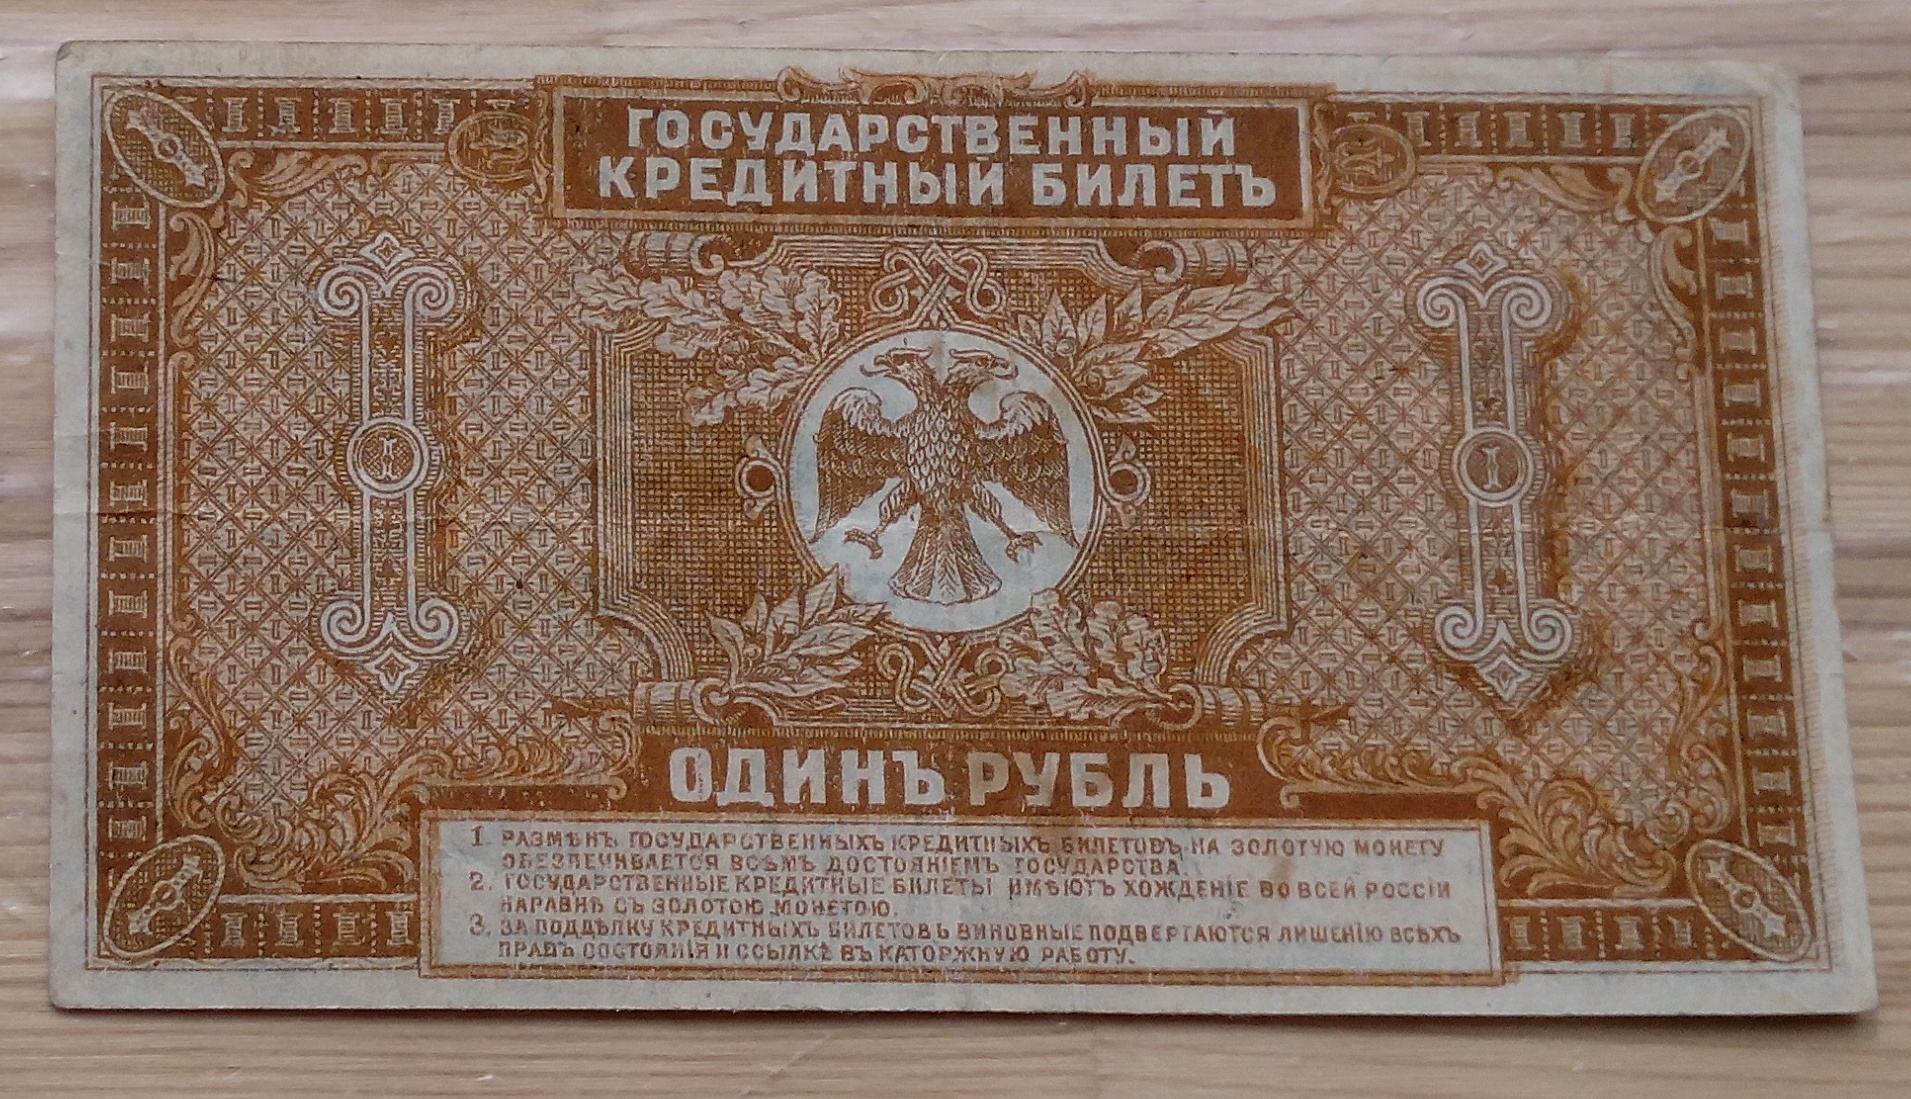 ГОСУДАРСТВЕННЫЙ
КРЕДИТНЫЙ БИЛЕТЪ
ОДИНЪ РУБЛЬ
1. РАЗМѢНЪ ГОСУДАРСТВЕННЫХЪ КРЕДИТНЫХЪ БИЛЕТОВЪ НА ЗОЛОТУЮ МОНЕТУ
ОБЕЗПЕЧИВАЕТСЯ ВСѢМЪ ДОСТОЯНІЕМЪ ГОСУДАРСТВА.
2. ГОСУДАРСТВЕННЫЕ КРЕДИТНЫЕ БИЛЕТЫ ИМѢЮТЪ ХОЖДЕНІЕ ВО ВСЕЙ РОССІИ
НАРАВНѢ СЪ ЗОЛОТОЮ МОНЕТОЮ.
3. ЗА ПОДДѢЛКУ КРЕДИТНЫХЪ БИЛЕТОВЪ ВИНОВНЫЕ ПОДВЕРГАЮТСЯ ЛИШЕНІЮ ВСѢХЪ
ПРАВЪ СОСТОЯНІЯ И ССЫЛКѢ ВЪ КАТОРЖНУЮ РАБОТУ.